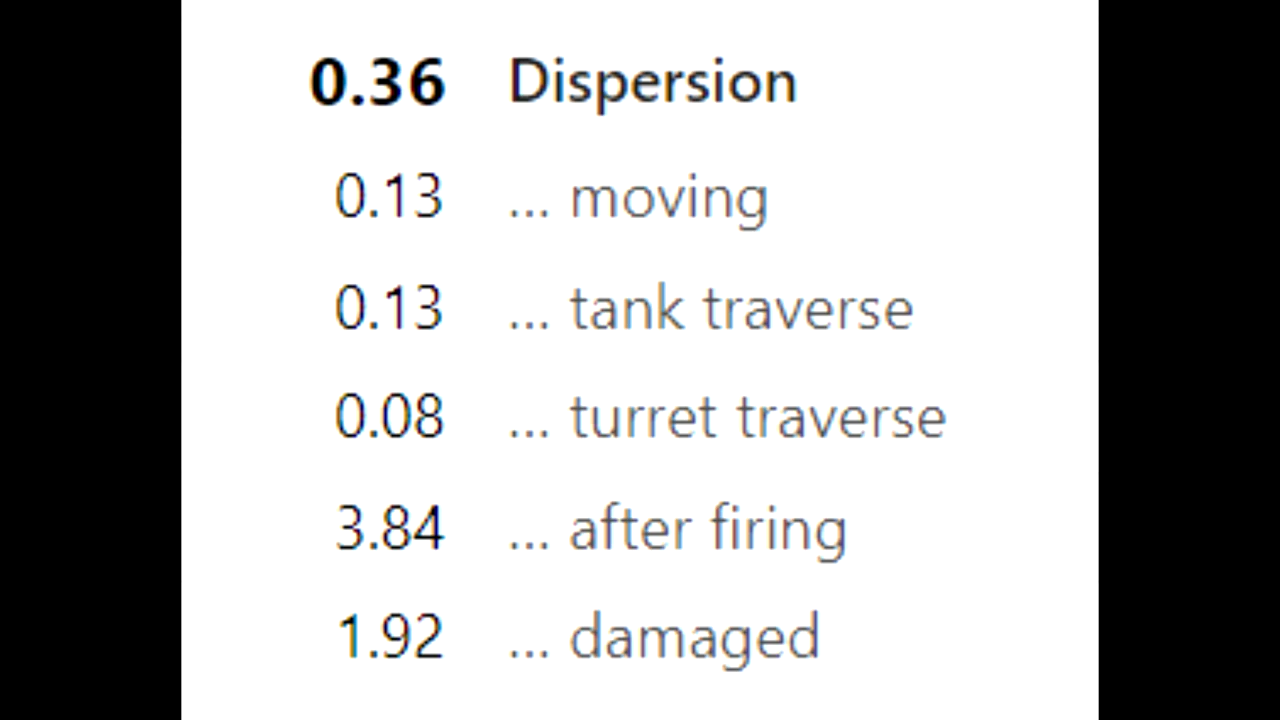 0.36 Dispersion
0.13 ... moving
0.13 ... tank traverse
0.08 ... turret traverse
3.84 ... after firing
1.92 ... damaged